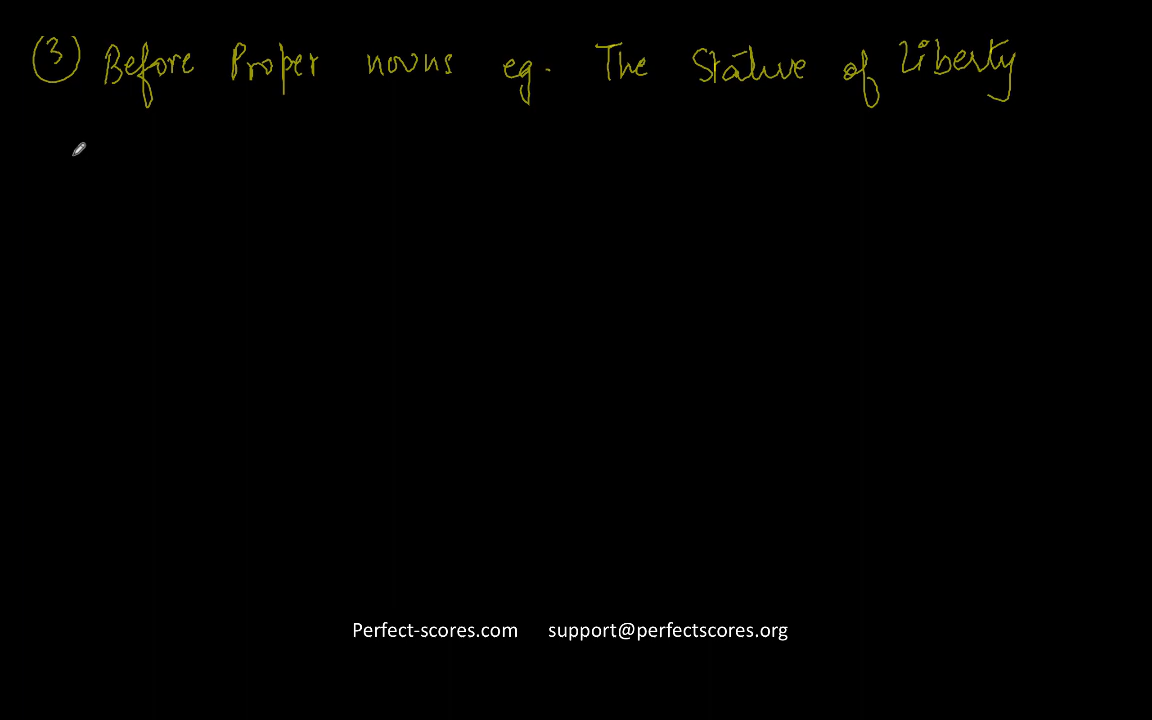 (3) Before Proper nouns eg. The Statue of Liberty
Perfect-scores.com support@perfectscores.org